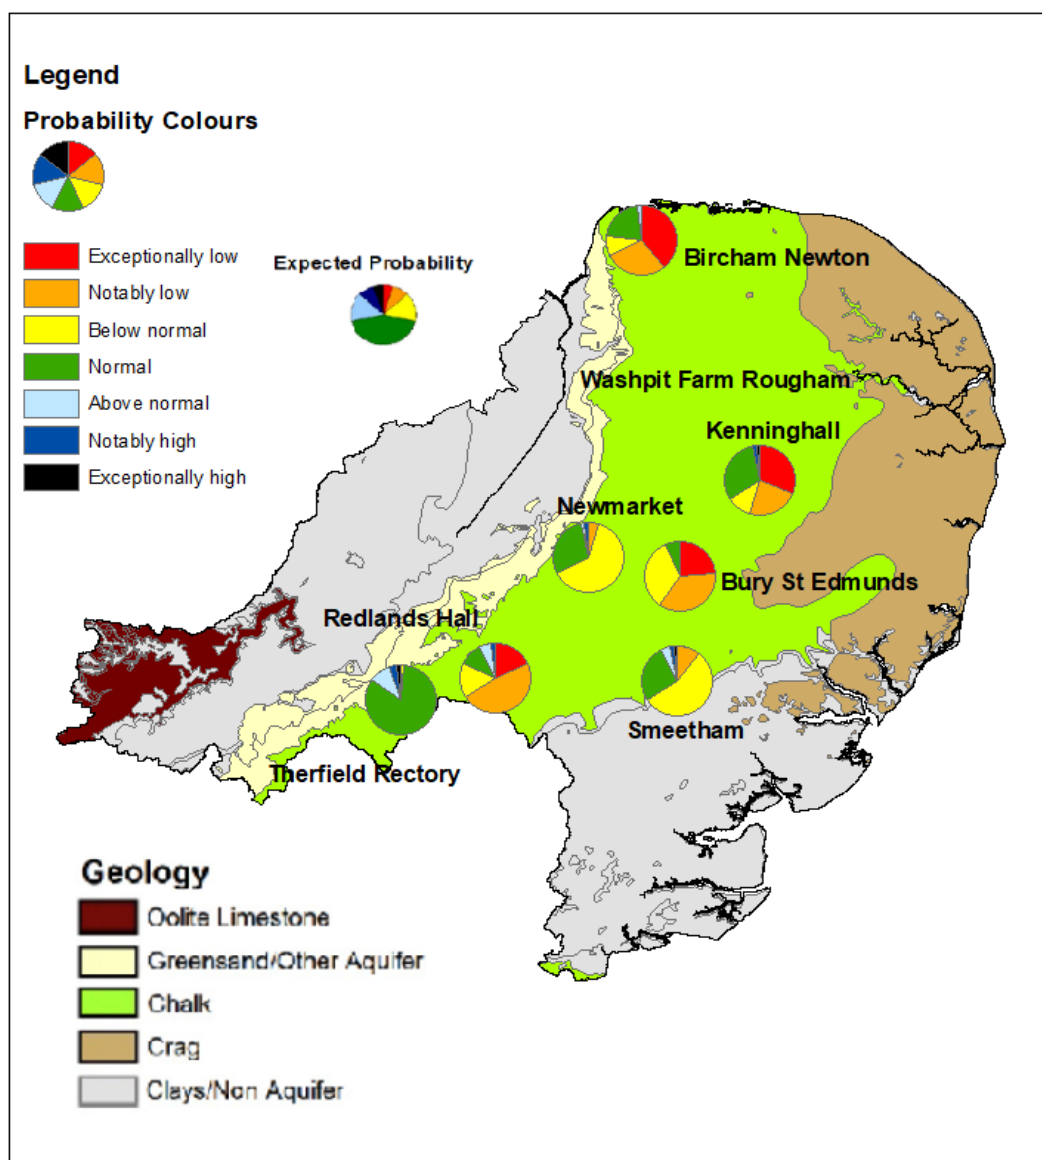 Legend
Probability Colours
Exceptionally low
Notably low
Below normal
Normal
Above normal
Notably high
Exceptionally high
Expected Probability
Bircham Newton
Washpit Farm Rougham
Kenninghall
Newmarket
Bury St Edmunds
Redlands Hall
Smeetham
Therfield Rectory
Geology
Oolite Limestone
Greensand/Other Aquifer
Chalk
Crag
Clays/Non Aquifer